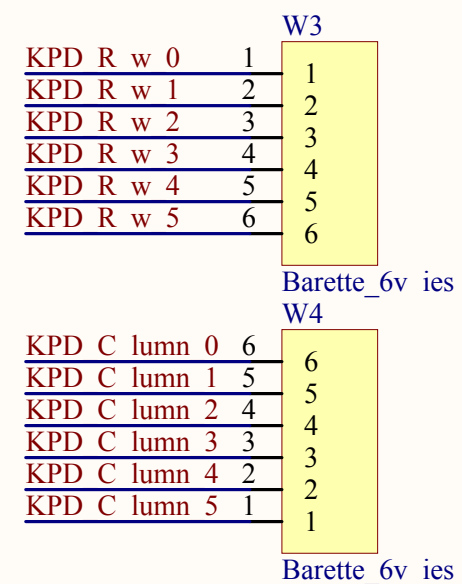 W3
KPD R w 0 1 1
KPD R w 1 2 2
KPD R w 2 3 3
KPD R w 3 4 4
KPD R w 4 5 5
KPD R w 5 6 6
Barette_6v ies
W4
KPD C lumn 0 6 6
KPD C lumn 1 5 5
KPD C lumn 2 4 4
KPD C lumn 3 3 3
KPD C lumn 4 2 2
KPD C lumn 5 1 1
Barette 6v ies